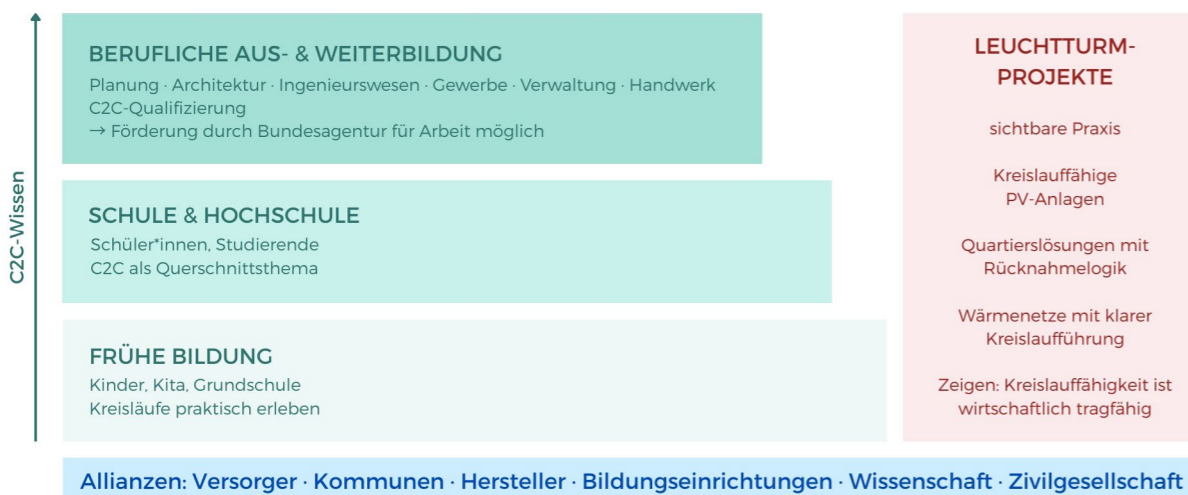 C2C-Wissen
BERUFLICHE AUS- & WEITERBILDUNG
Planung · Architektur · Ingenieurswesen · Gewerbe · Verwaltung · Handwerk
C2C-Qualifizierung
→ Förderung durch Bundesagentur für Arbeit möglich
SCHULE & HOCHSCHULE
Schüler*innen, Studierende
C2C als Querschnittsthema
FRÜHE BILDUNG
Kinder, Kita, Grundschule
Kreisläufe praktisch erleben
LEUCHTTURM-
PROJEKTE
sichtbare Praxis
Kreislauffähige
PV-Anlagen
Quartierslösungen mit
Rücknahmelogik
Wärmenetze mit klarer
Kreislaufführung
Zeigen: Kreislauffähigkeit ist
wirtschaftlich tragfähig
Allianzen: Versorger · Kommunen · Hersteller · Bildungseinrichtungen · Wissenschaft · Zivilgesellschaft